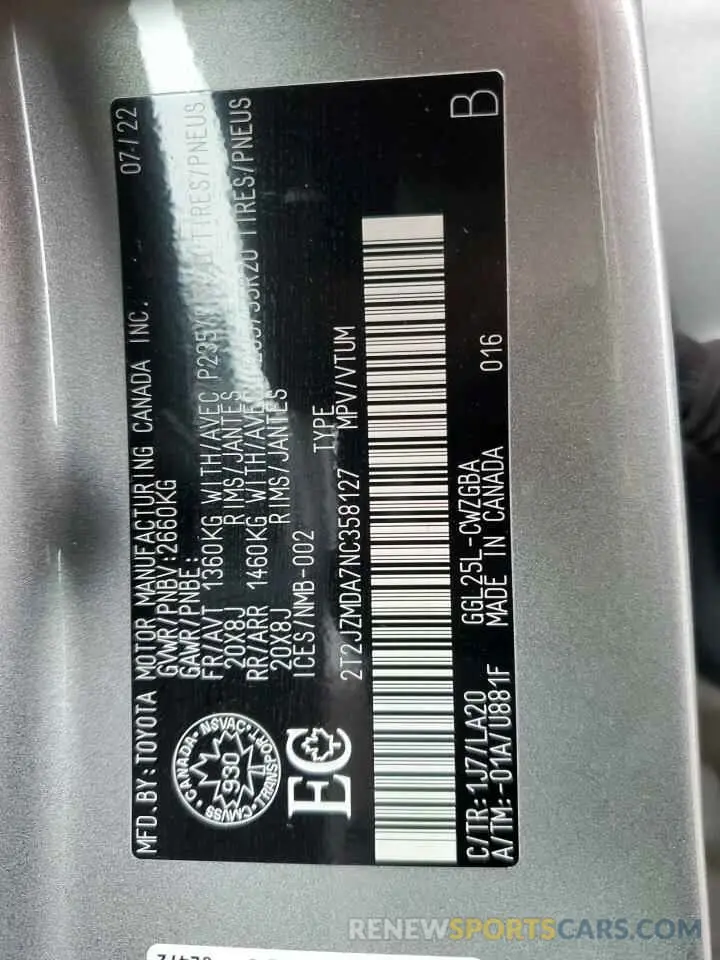 MFD.BY:TOYOTA MOTOR MANUFACTURING CANADA INC. 07/22
GVWR/PNBV:2660KG
GAWR/PNBE:
FR/AVT 1360KG WITH/AVEC TIRES/PNEUS
20X8J RIMS/JANTES
RR/ARR 1460KG WITH/AVEC TIRES/PNEUS
20X8J RIMS/JANTES
ICES/NMB-002 TYPE
2T2JZMDA7NC358127 MPV/VTUM
CANADA NSVAC TRANSPORT CMVSS
930
EC
C/TR:1J7/LA20 GGL25L-CWZGBA 016
A/TM:-01A/U881F MADE IN CANADA
B
RENEWSPORTSCARS.COM